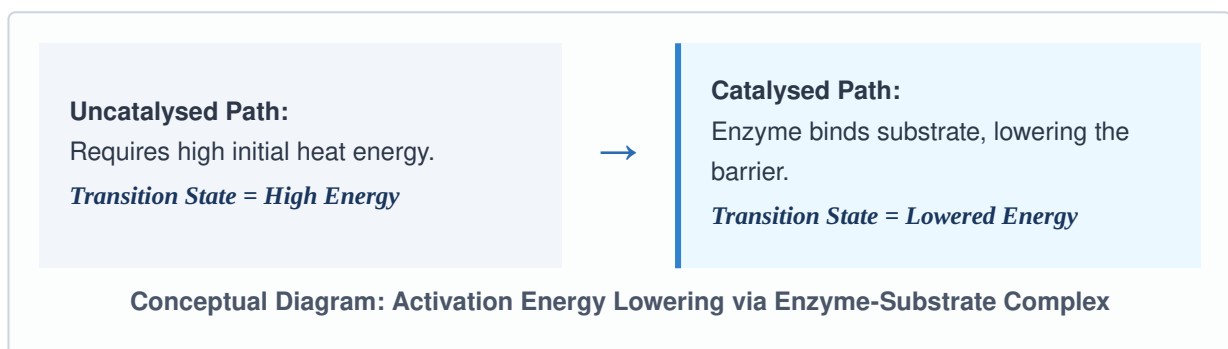 Uncatalysed Path:
Requires high initial heat energy.
Transition State = High Energy
→
Catalysed Path:
Enzyme binds substrate, lowering the
barrier.
Transition State = Lowered Energy
Conceptual Diagram: Activation Energy Lowering via Enzyme-Substrate Complex